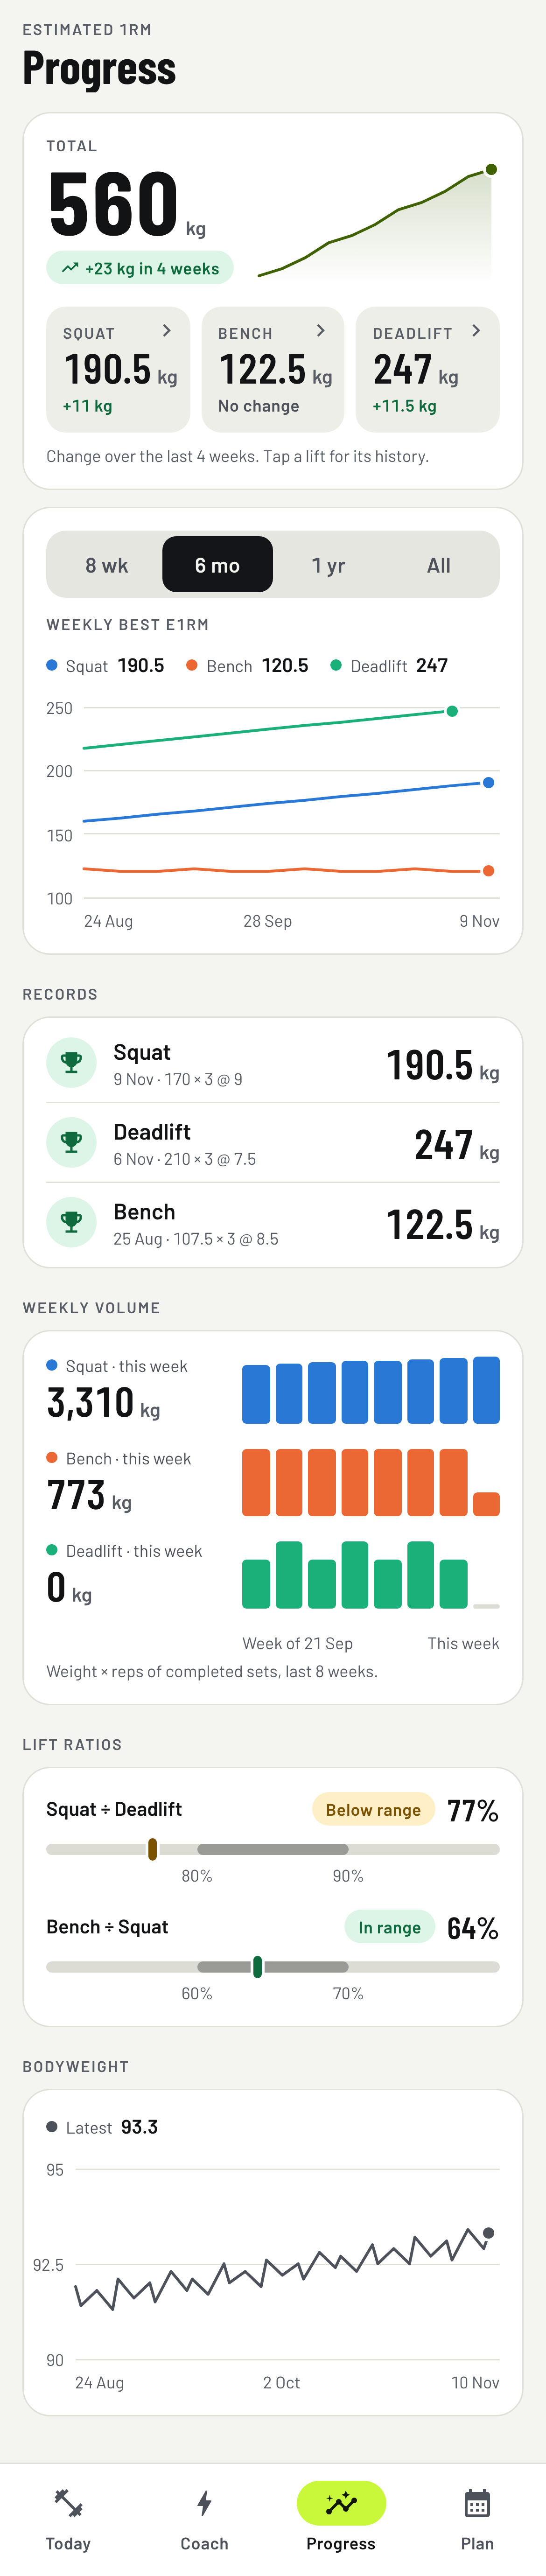 ESTIMATED 1RM
Progress
TOTAL
560 kg
+23 kg in 4 weeks
SQUAT
190.5 kg
+11 kg
BENCH
122.5 kg
No change
DEADLIFT
247 kg
+11.5 kg
Change over the last 4 weeks. Tap a lift for its history.
8 wk 6 mo 1 yr All
WEEKLY BEST E1RM
Squat 190.5 Bench 120.5 Deadlift 247
250
200
150
100
24 Aug 28 Sep 9 Nov
RECORDS
Squat
9 Nov · 170 × 3 @ 9
190.5 kg
Deadlift
6 Nov · 210 × 3 @ 7.5
247 kg
Bench
25 Aug · 107.5 × 3 @ 8.5
122.5 kg
WEEKLY VOLUME
Squat · this week
3,310 kg
Bench · this week
773 kg
Deadlift · this week
0 kg
Week of 21 Sep This week
Weight × reps of completed sets, last 8 weeks.
LIFT RATIOS
Squat ÷ Deadlift Below range 77%
80% 90%
Bench ÷ Squat In range 64%
60% 70%
BODYWEIGHT
Latest 93.3
95
92.5
90
24 Aug 2 Oct 10 Nov
Today Coach Progress Plan